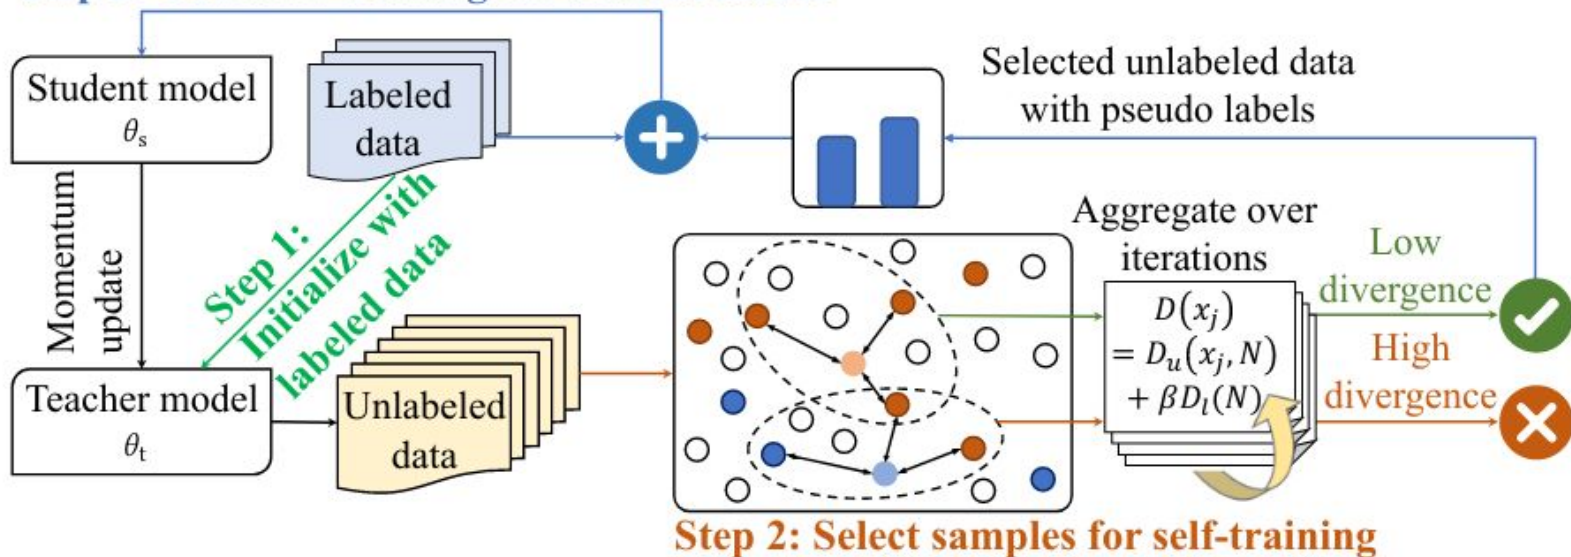 Student model
θs
Labeled
data
Selected unlabeled data
with pseudo labels
Momentum
update
Step 1:
Initialize with
labeled data
Aggregate over
iterations
D(xj)
= Du(xj, N)
+ βDl(N)
Low
divergence
High
divergence
Teacher model
θt
Unlabeled
data
Step 2: Select samples for self-training